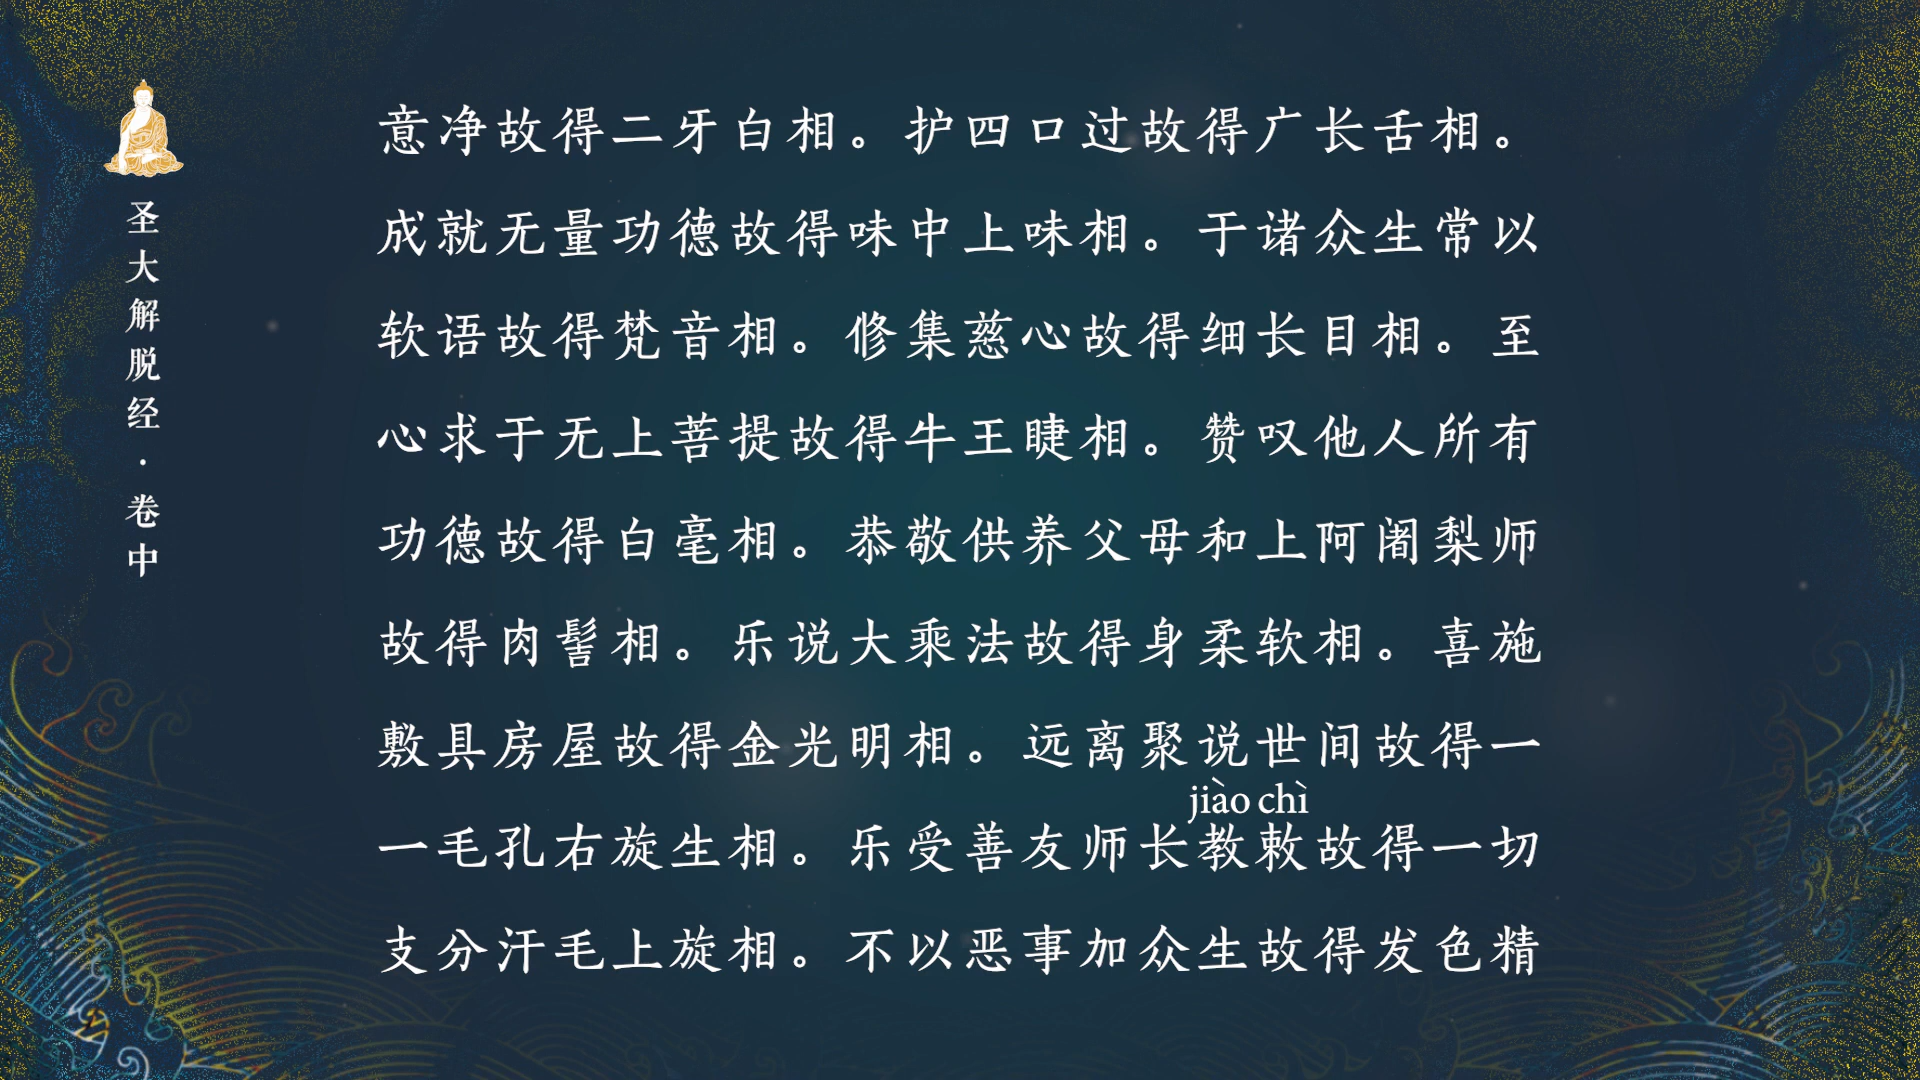 圣大解脱经·卷中
意净故得二牙白相。护四口过故得广长舌相。
成就无量功德故得味中上味相。于诸众生常以
软语故得梵音相。修集慈心故得细长目相。至
心求于无上菩提故得牛王睫相。赞叹他人所有
功德故得白毫相。恭敬供养父母和上阿阇梨师
故得肉髻相。乐说大乘法故得身柔软相。喜施
敷具房屋故得金光明相。远离聚说世间故得一
jiào chì
一毛孔右旋生相。乐受善友师长教敕故得一切
支分汗毛上旋相。不以恶事加众生故得发色精